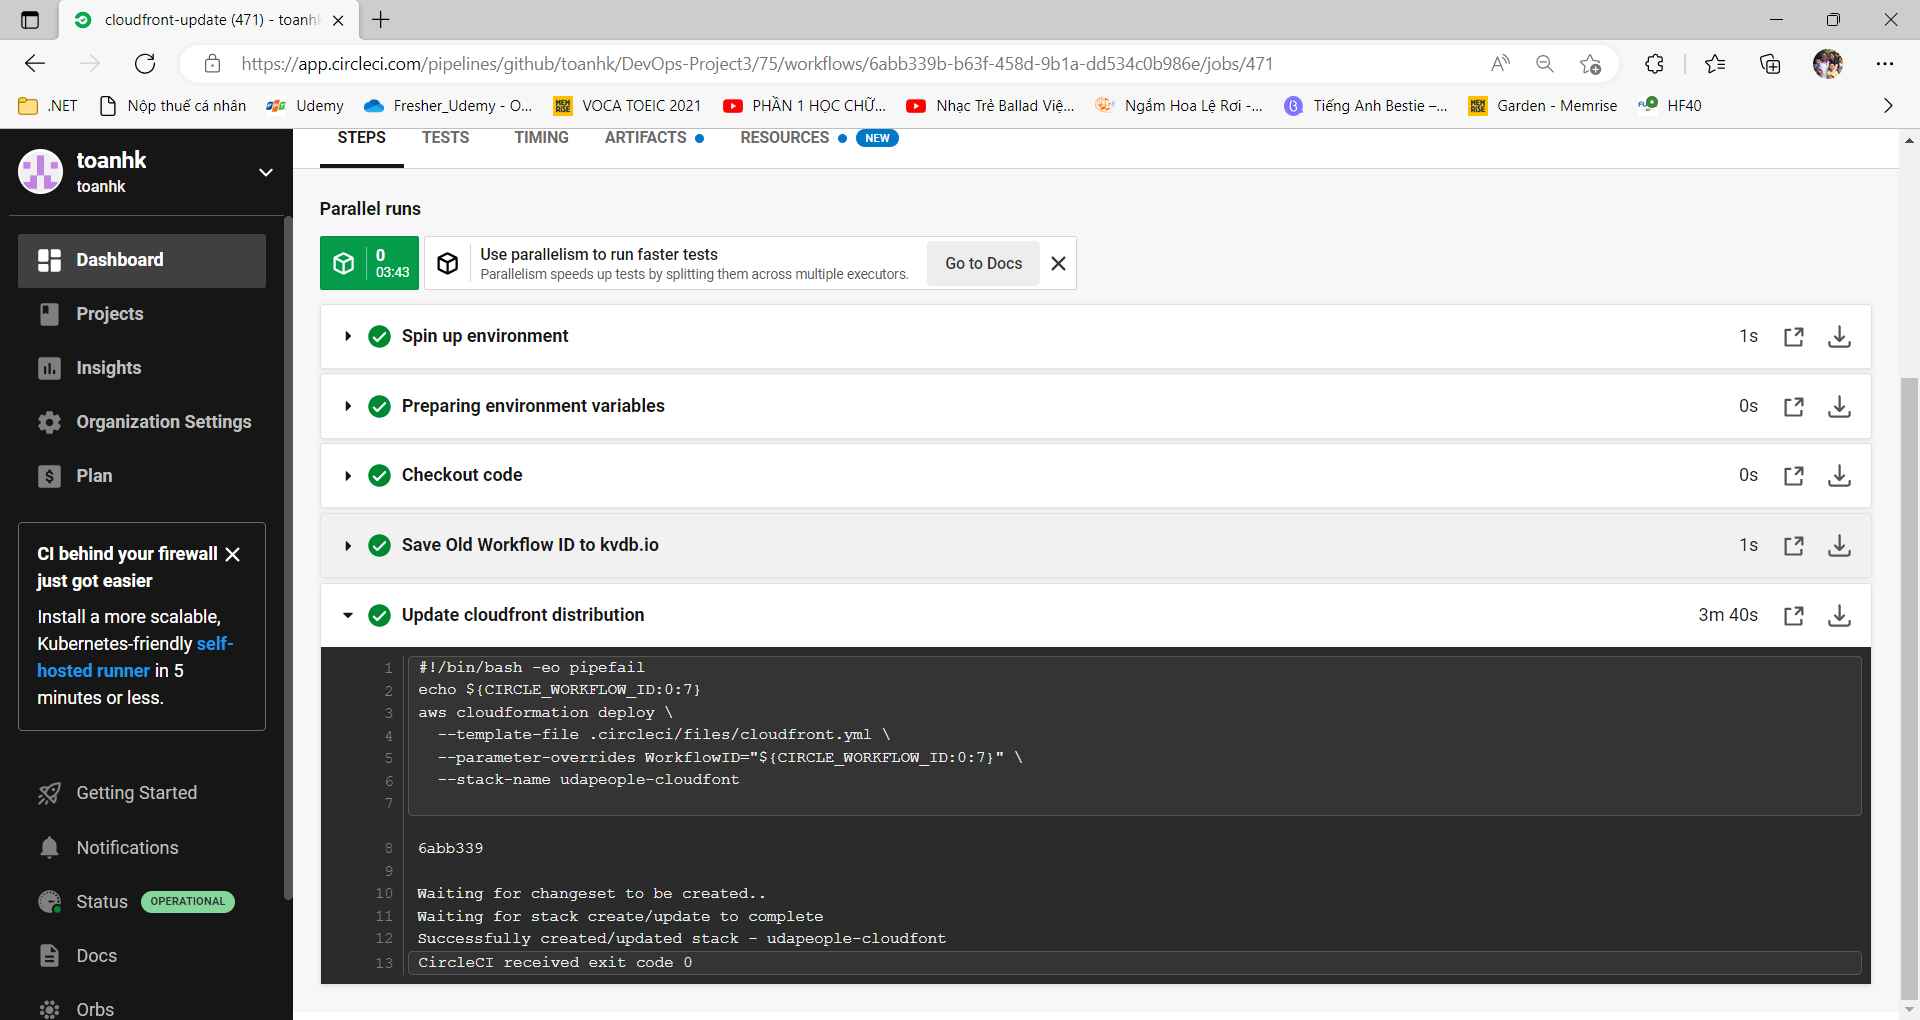 cloudfront-update (471) - toanhk
https://app.circleci.com/pipelines/github/toanhk/DevOps-Project3/75/workflows/6abb339b-b63f-458d-9b1a-dd534c0b986e/jobs/471
.NET
Nộp thuế cá nhân
Udemy
Fresher_Udemy - O...
VOCA TOEIC 2021
PHẦN 1 HỌC CHỮ...
Nhạc Trẻ Ballad Việ...
Ngắm Hoa Lệ Rơi -...
Tiếng Anh Bestie –...
Garden - Memrise
HF40
toanhk
toanhk
Dashboard
Projects
Insights
Organization Settings
Plan
CI behind your firewall
just got easier
Install a more scalable,
Kubernetes-friendly self-
hosted runner in 5
minutes or less.
Getting Started
Notifications
Status OPERATIONAL
Docs
Orbs
STEPS
TESTS
TIMING
ARTIFACTS
RESOURCES
NEW
Parallel runs
0
03:43
Use parallelism to run faster tests
Parallelism speeds up tests by splitting them across multiple executors.
Go to Docs
Spin up environment 1s
Preparing environment variables 0s
Checkout code 0s
Save Old Workflow ID to kvdb.io 1s
Update cloudfront distribution 3m 40s
1 #!/bin/bash -eo pipefail
2 echo ${CIRCLE_WORKFLOW_ID:0:7}
3 aws cloudformation deploy \
4 --template-file .circleci/files/cloudfront.yml \
5 --parameter-overrides WorkflowID="${CIRCLE_WORKFLOW_ID:0:7}" \
6 --stack-name udapeople-cloudfont
7
8 6abb339
9
10 Waiting for changeset to be created..
11 Waiting for stack create/update to complete
12 Successfully created/updated stack - udapeople-cloudfont
13 CircleCI received exit code 0